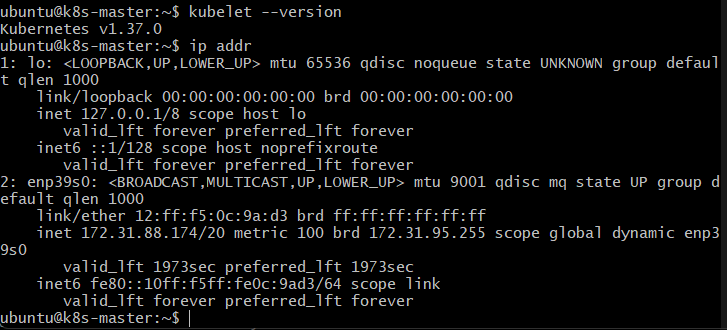 ubuntu@k8s-master:~$ kubelet --version
Kubernetes v1.37.0
ubuntu@k8s-master:~$ ip addr
1: lo: <LOOPBACK,UP,LOWER_UP> mtu 65536 qdisc noqueue state UNKNOWN group defaul
t qlen 1000
    link/loopback 00:00:00:00:00:00 brd 00:00:00:00:00:00
    inet 127.0.0.1/8 scope host lo
       valid_lft forever preferred_lft forever
    inet6 ::1/128 scope host noprefixroute
       valid_lft forever preferred_lft forever
2: enp39s0: <BROADCAST,MULTICAST,UP,LOWER_UP> mtu 9001 qdisc mq state UP group d
efault qlen 1000
    link/ether 12:ff:f5:0c:9a:d3 brd ff:ff:ff:ff:ff:ff
    inet 172.31.88.174/20 metric 100 brd 172.31.95.255 scope global dynamic enp3
9s0
       valid_lft 1973sec preferred_lft 1973sec
    inet6 fe80::10ff:f5ff:fe0c:9ad3/64 scope link
       valid_lft forever preferred_lft forever
ubuntu@k8s-master:~$